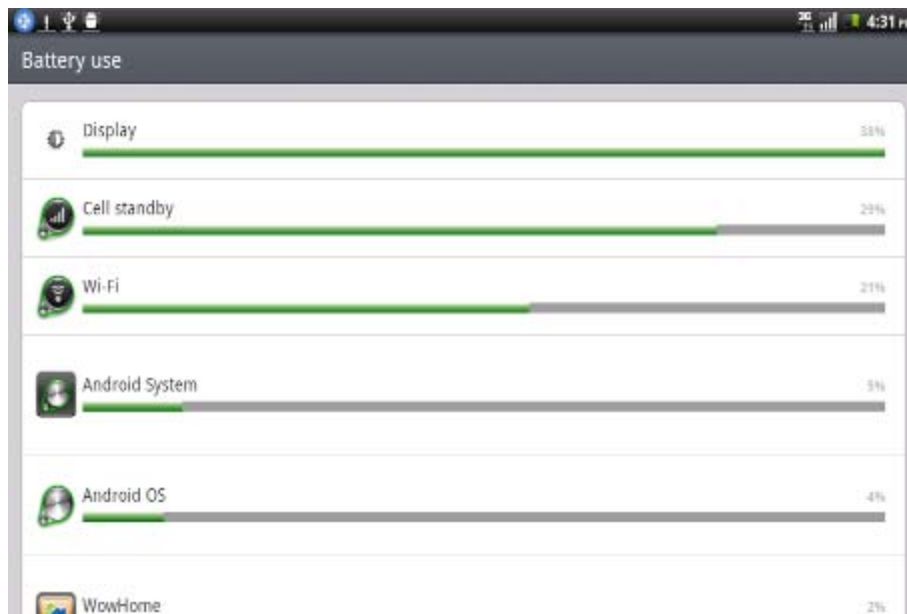 4:31
Battery use
Display
38%
Cell standby
29%
Wi-Fi
21%
Android System
5%
Android OS
4%
WowHome
2%